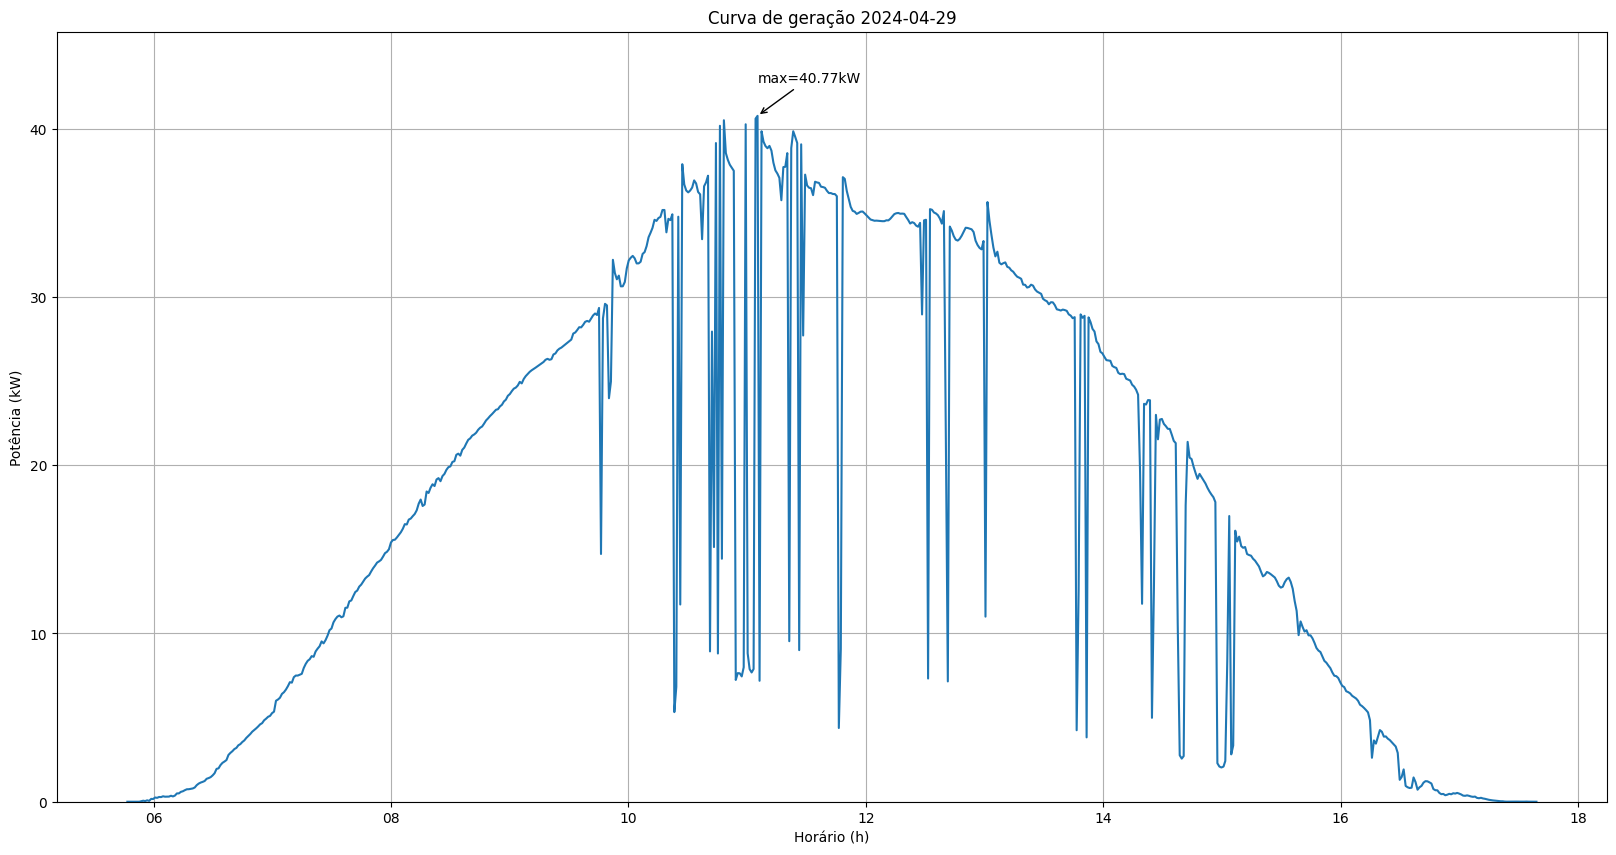 Curva de geração 2024-04-29
max=40.77kW
Potência (kW)
40
30
20
10
0
06 08 10 12 14 16 18
Horário (h)